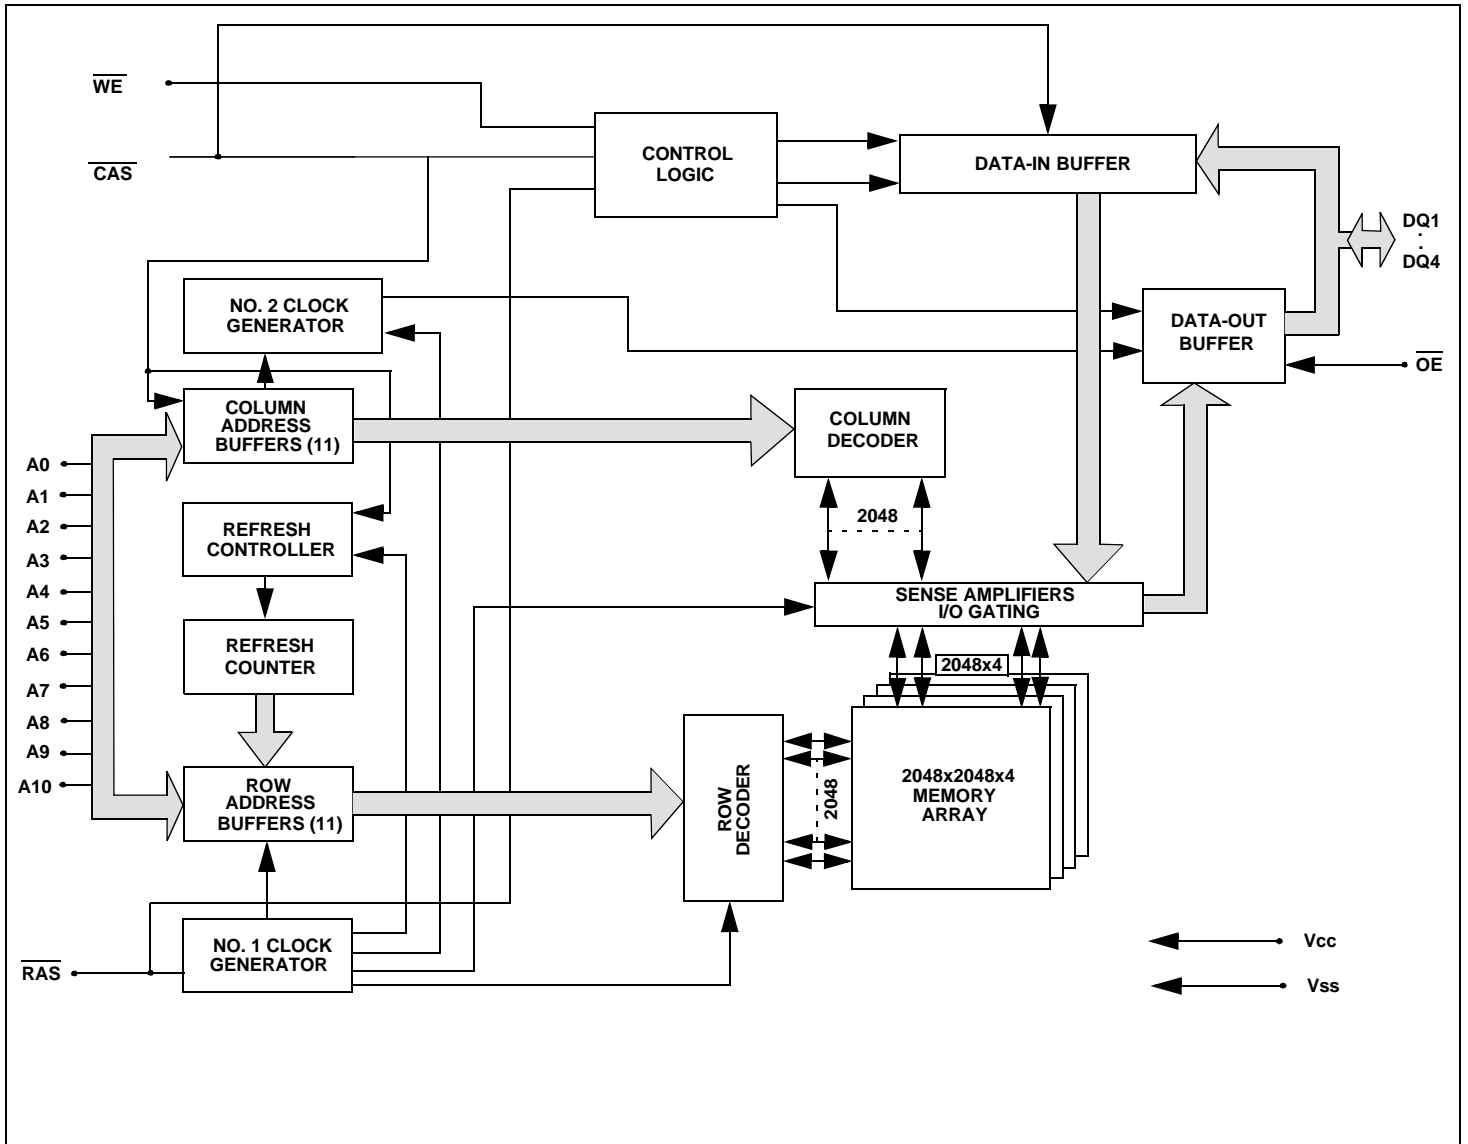 WE
CAS
CONTROL
LOGIC
DATA-IN BUFFER
DQ1
.
.
DQ4
NO. 2 CLOCK
GENERATOR
DATA-OUT
BUFFER
OE
COLUMN
ADDRESS
BUFFERS (11)
COLUMN
DECODER
A0
A1
A2
A3
A4
A5
A6
A7
A8
A9
A10
REFRESH
CONTROLLER
2048
SENSE AMPLIFIERS
I/O GATING
REFRESH
COUNTER
2048x4
ROW
ADDRESS
BUFFERS (11)
ROW
DECODER
2048
2048x2048x4
MEMORY
ARRAY
NO. 1 CLOCK
GENERATOR
RAS
Vcc
Vss